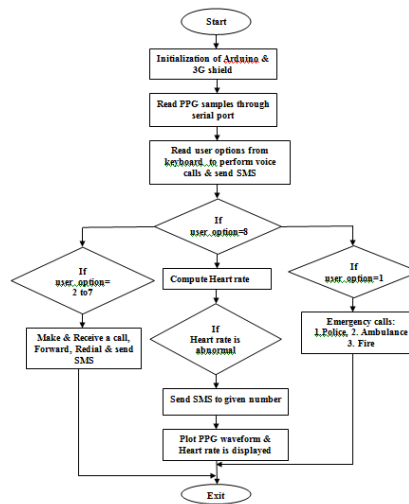 Start
Initialization of Arduino &
3G shield
Read PPG samples through
serial port
Read user options from
keyboard to perform voice
calls & send SMS
If
user_option=8
If
user_option=
2 to7
Compute Heart rate
If
user_option=1
Make & Receive a call,
Forward, Redial & send
SMS
If
Heart rate is
abnormal
Emergency calls:
1.Police, 2. Ambulance
3. Fire
Send SMS to given number
Plot PPG waveform &
Heart rate is displayed
Exit